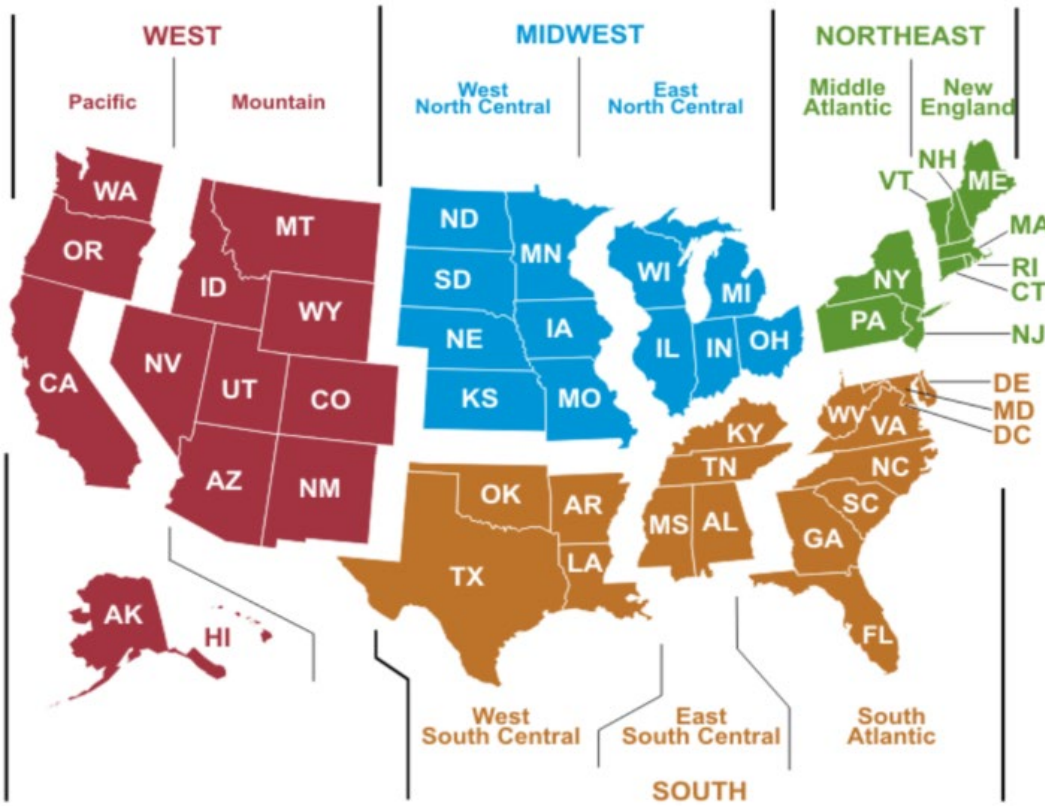 WEST
MIDWEST
NORTHEAST
Pacific
Mountain
West
North Central
East
North Central
Middle
Atlantic
New
England
WA
OR
CA
NV
ID
MT
WY
UT
CO
AZ
NM
AK
HI
ND
SD
NE
KS
MN
IA
MO
WI
MI
IL
IN
OH
VT
NH
ME
MA
RI
CT
NY
PA
NJ
DE
MD
DC
WV
VA
NC
SC
GA
FL
KY
TN
MS
AL
OK
AR
TX
LA
West
South Central
East
South Central
South
Atlantic
SOUTH